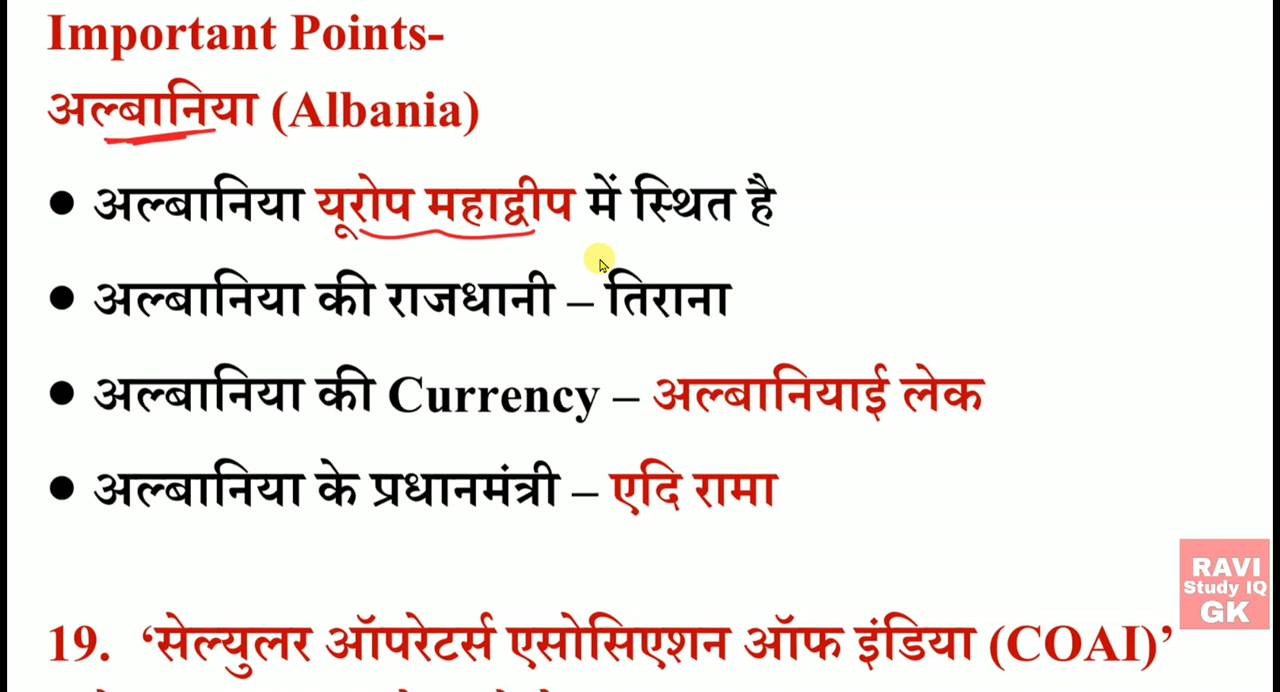 Important Points-
अल्बानिया (Albania)
● अल्बानिया यूरोप महाद्वीप में स्थित है
● अल्बानिया की राजधानी – तिराना
● अल्बानिया की Currency – अल्बानियाई लेक
● अल्बानिया के प्रधानमंत्री – एदि रामा
RAVI
Study IQ
GK
19. ‘सेल्युलर ऑपरेटर्स एसोसिएशन ऑफ इंडिया (COAI)’